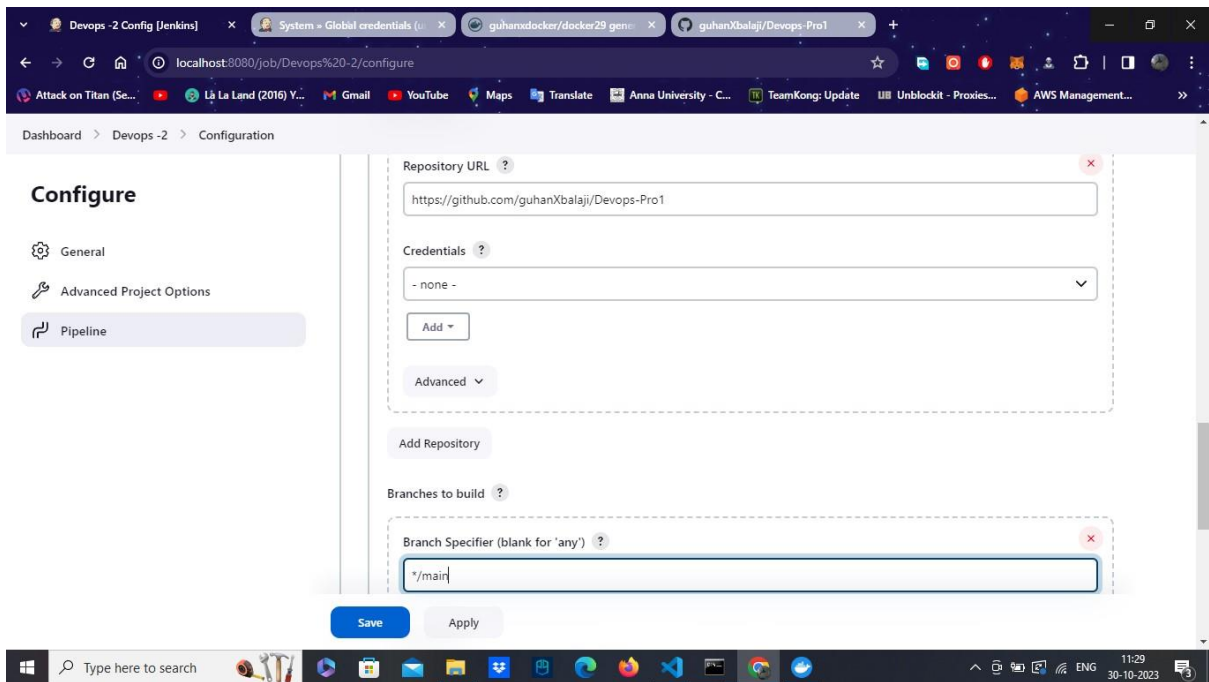 Devops -2 Config [Jenkins]
System » Global credentials (u
guhanxdocker/docker29 gene
guhanXbalaji/Devops-Pro1
localhost:8080/job/Devops%20-2/configure
Attack on Titan (Se...
La La Land (2016) Y...
Gmail
YouTube
Maps
Translate
Anna University - C...
TeamKong: Update
UB Unblockit - Proxies...
AWS Management...
»
Dashboard > Devops -2 > Configuration
Configure
General
Advanced Project Options
Pipeline
Repository URL ?
https://github.com/guhanXbalaji/Devops-Pro1
Credentials ?
- none -
Add
Advanced
Add Repository
Branches to build ?
Branch Specifier (blank for 'any') ?
*/main
Save
Apply
Type here to search
ENG
11:29
30-10-2023
3